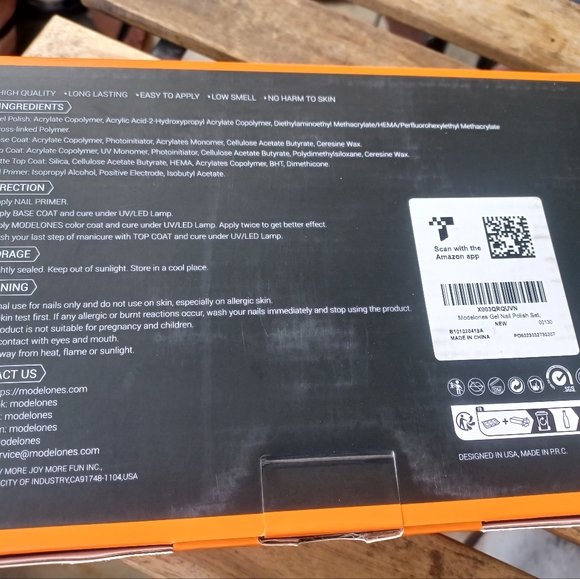 HIGH QUALITY •LONG LASTING •EASY TO APPLY •LOW SMELL •NO HARM TO SKIN
INGREDIENTS
el Polish: Acrylate Copolymer, Acrylic Acid-2-Hydroxypropyl Acrylate Copolymer, Diethylaminoethyl Methacrylate/HEMA/Perfluorohexylethyl Methacrylate
ross-linked Polymer.
se Coat: Acrylate Copolymer, Photoinitiator, Acrylates Monomer, Cellulose Acetate Butyrate, Ceresine Wax.
p Coat: Acrylate Copolymer, UV Monomer, Photoinitiator, Cellulose Acetate Butyrate, Polydimethylsiloxane, Ceresine Wax.
tte Top Coat: Silica, Cellulose Acetate Butyrate, HEMA, Acrylates Copolymer, BHT, Dimethicone.
l Primer: Isopropyl Alcohol, Positive Electrode, Isobutyl Acetate.
RECTION
pply NAIL PRIMER.
ply BASE COAT and cure under UV/LED Lamp.
ply MODELONES color coat and cure under UV/LED Lamp. Apply twice to get better effect.
sh your last step of manicure with TOP COAT and cure under UV/LED Lamp.
ORAGE
htly sealed. Keep out of sunlight. Store in a cool place.
NING
nal use for nails only and do not use on skin, especially on allergic skin.
kin test first. If any allergic or burnt reactions occur, wash your nails immediately and stop using the product.
oduct is not suitable for pregnancy and children.
contact with eyes and mouth.
way from heat, flame or sunlight.
ACT US
ps://modelones.com
k: modelones
: modelones
n: modelones
odelones
rvice@modelones.com
Y MORE JOY MORE FUN INC.,
CITY OF INDUSTRY,CA91748-1104,USA
Scan with the
Amazon app
X003QRQUVN
Modelones Gel Nail Polish Set,
NEW
B101020413A
MADE IN CHINA
SGS
DESIGNED IN USA, MADE IN P.R.C.